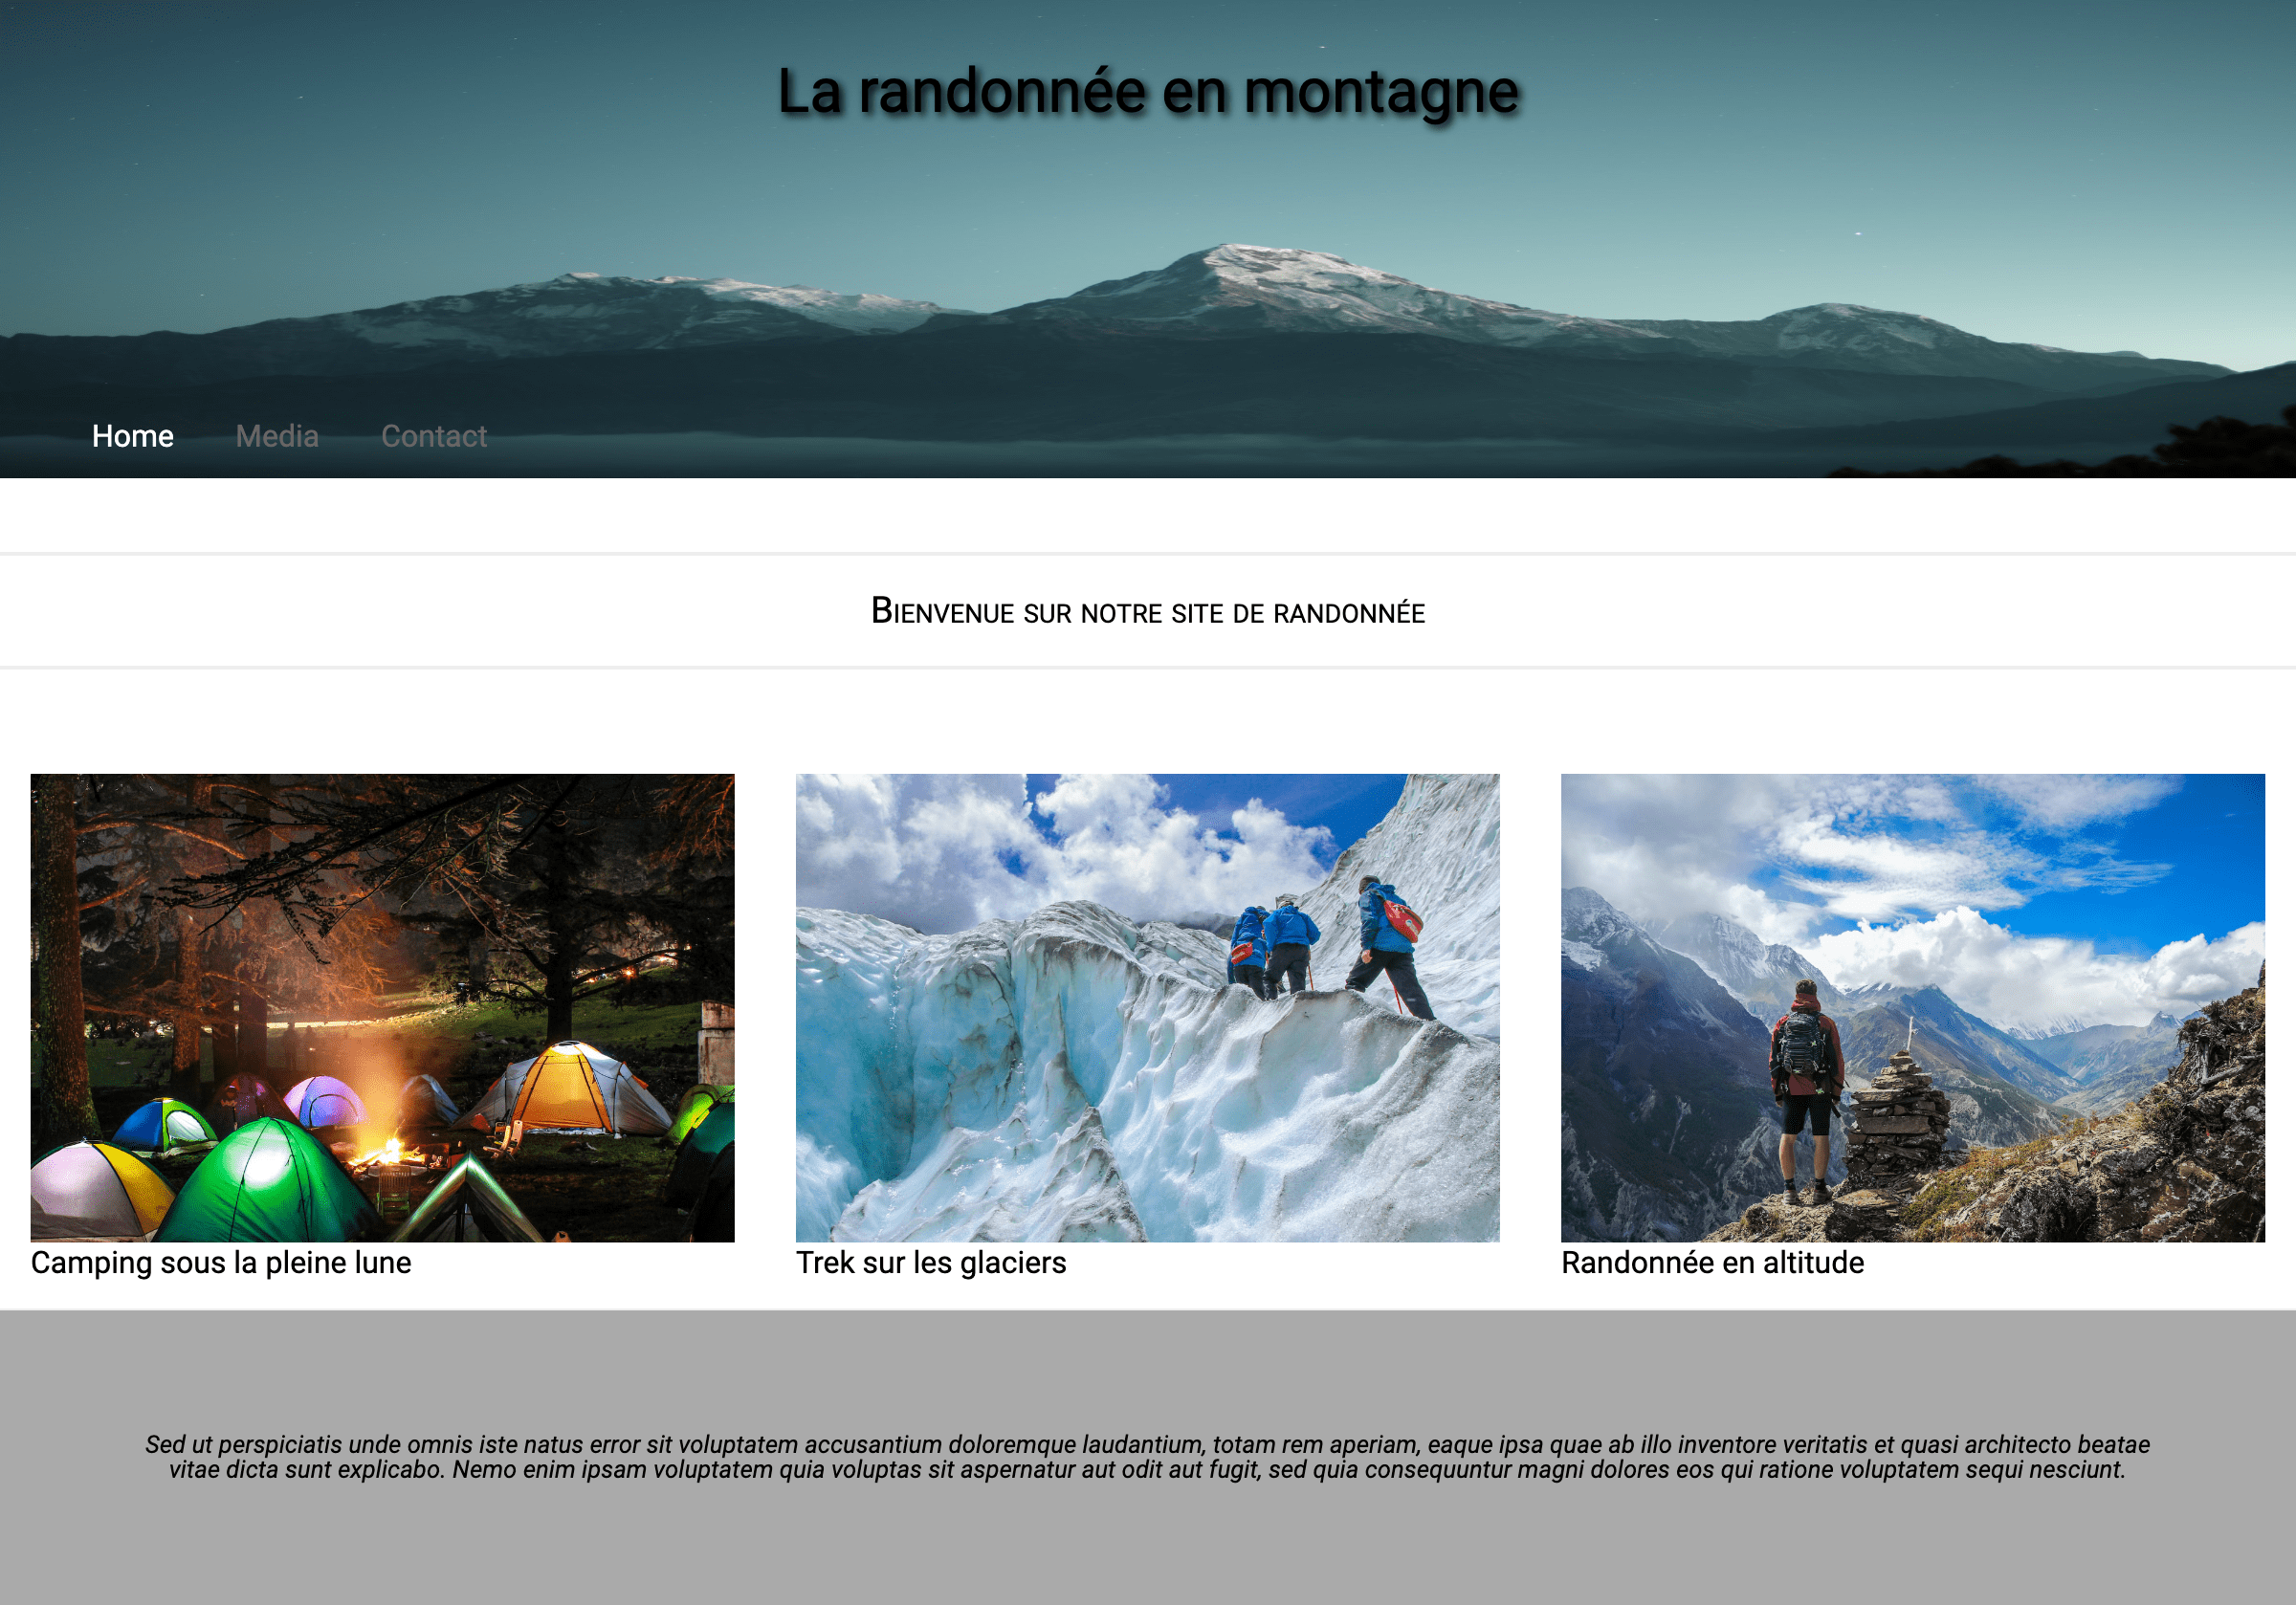 La randonnée en montagne
Home Media Contact
Bienvenue sur notre site de randonnée
Camping sous la pleine lune
Trek sur les glaciers
Randonnée en altitude
Sed ut perspiciatis unde omnis iste natus error sit voluptatem accusantium doloremque laudantium, totam rem aperiam, eaque ipsa quae ab illo inventore veritatis et quasi architecto beatae
vitae dicta sunt explicabo. Nemo enim ipsam voluptatem quia voluptas sit aspernatur aut odit aut fugit, sed quia consequuntur magni dolores eos qui ratione voluptatem sequi nesciunt.